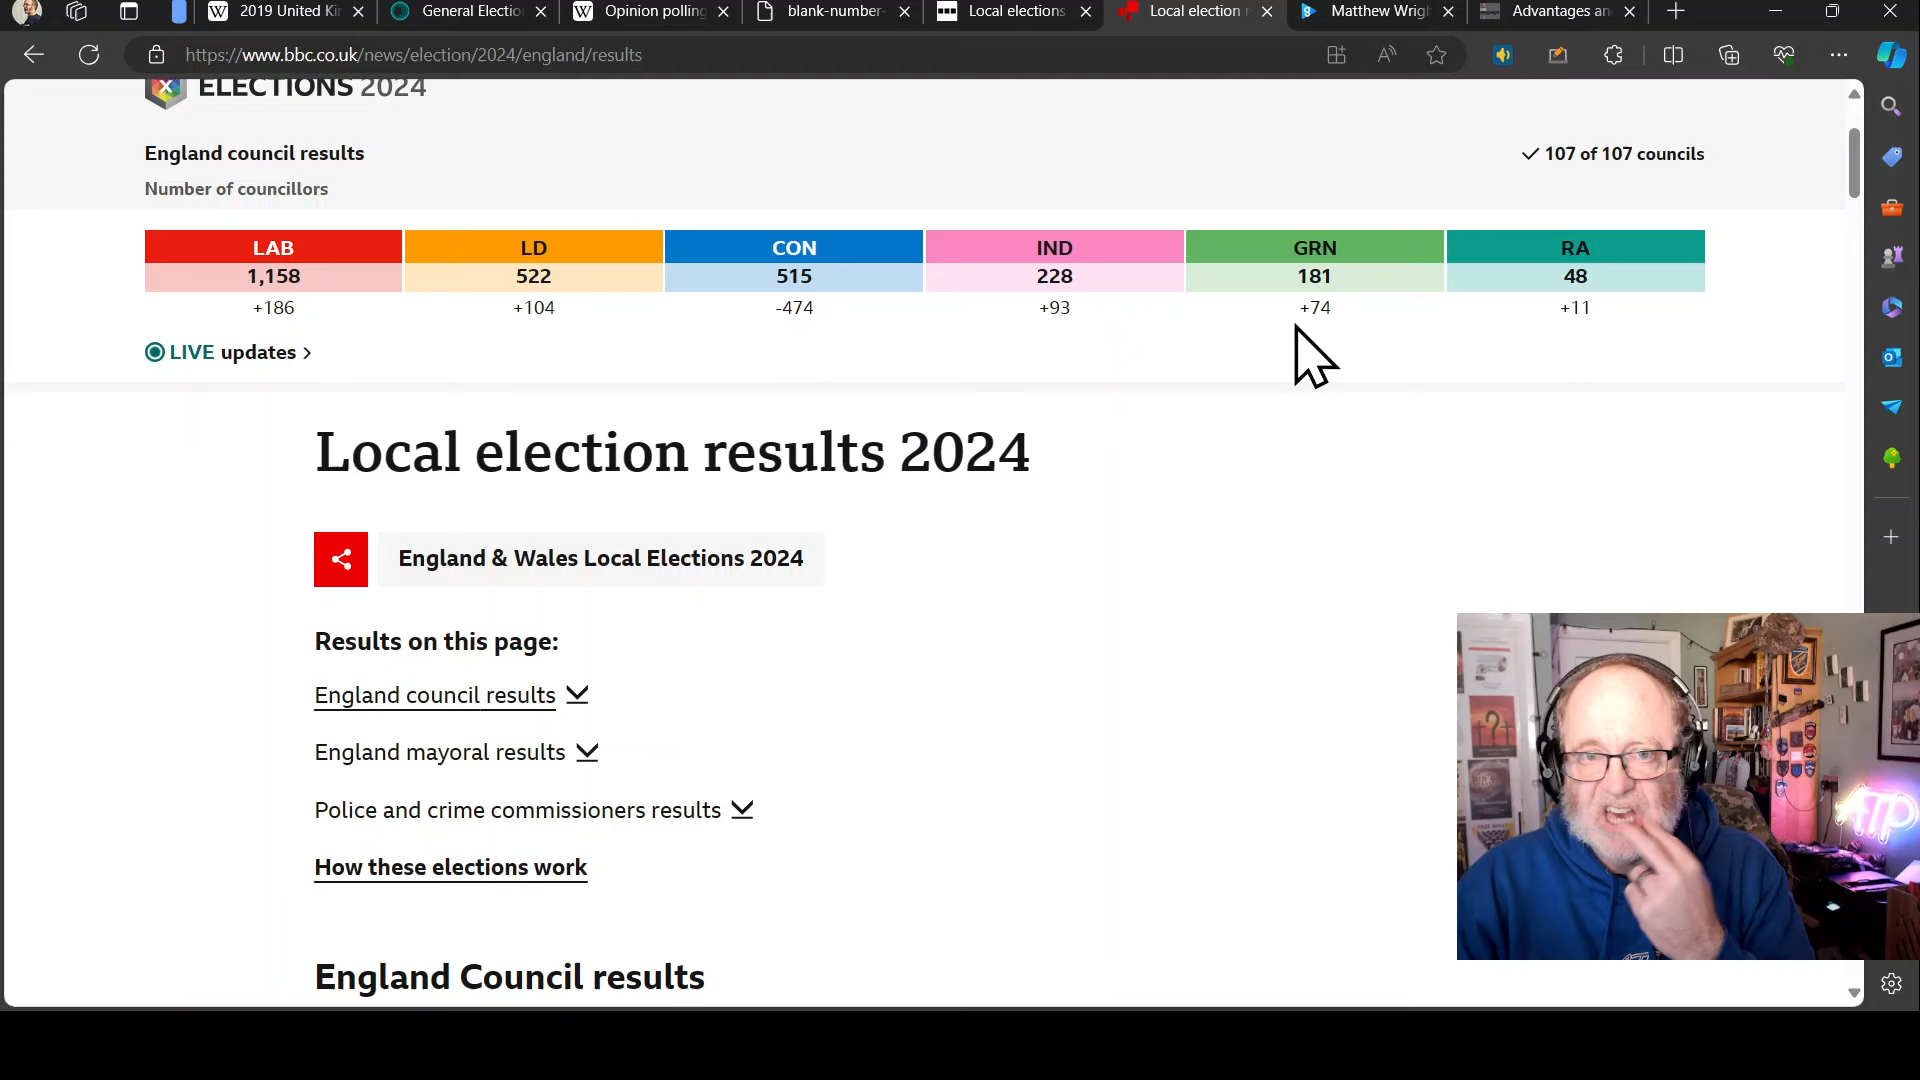 2019 United Ki
General Electio
Opinion polling
blank-number-
Local elections
Local election r
Matthew Wrigh
Advantages an
https://www.bbc.co.uk/news/election/2024/england/results
ELECTIONS 2024
England council results
107 of 107 councils
Number of councillors
LAB LD CON IND GRN RA
1,158 522 515 228 181 48
+186 +104 -474 +93 +74 +11
LIVE updates
Local election results 2024
England & Wales Local Elections 2024
Results on this page:
England council results
England mayoral results
Police and crime commissioners results
How these elections work
England Council results
ATP